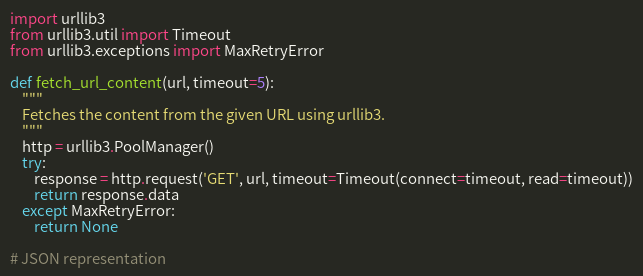 import urllib3
from urllib3.util import Timeout
from urllib3.exceptions import MaxRetryError

def fetch_url_content(url, timeout=5):
    """
    Fetches the content from the given URL using urllib3.
    """
    http = urllib3.PoolManager()
    try:
        response = http.request('GET', url, timeout=Timeout(connect=timeout, read=timeout))
        return response.data
    except MaxRetryError:
        return None

# JSON representation